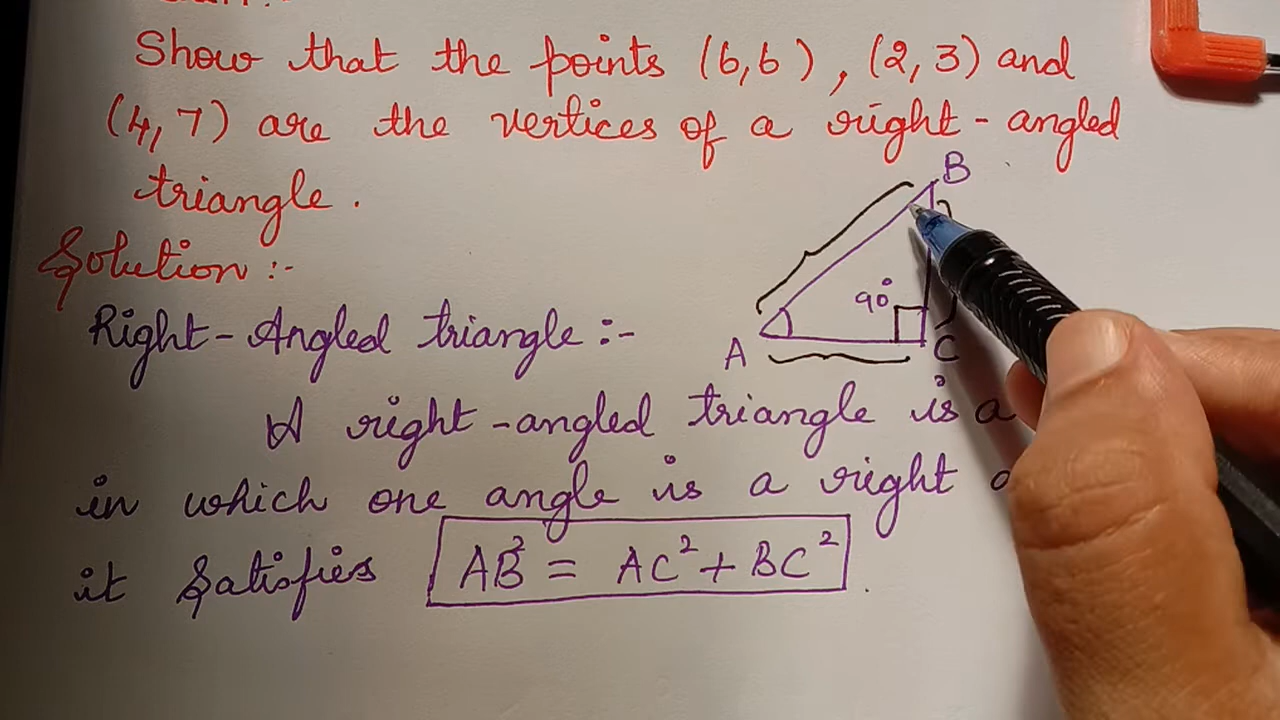 Show that the points (6,6), (2,3) and
(4,7) are the vertices of a right-angled
triangle.
Solution:-
Right-Angled triangle:-
A right-angled triangle is a
in which one angle is a right
it satisfies AB² = AC² + BC².
B
90°
A
C